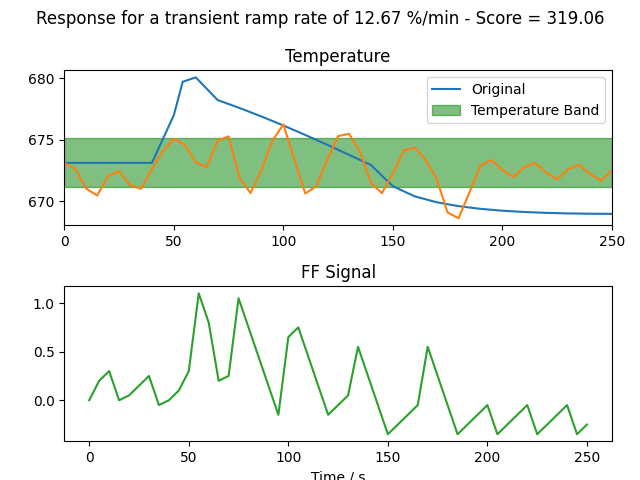 Response for a transient ramp rate of 12.67 %/min - Score = 319.06
Temperature
680
675
670
Original
Temperature Band
0 50 100 150 200 250
FF Signal
1.0
0.5
0.0
0 50 100 150 200 250
Time / s